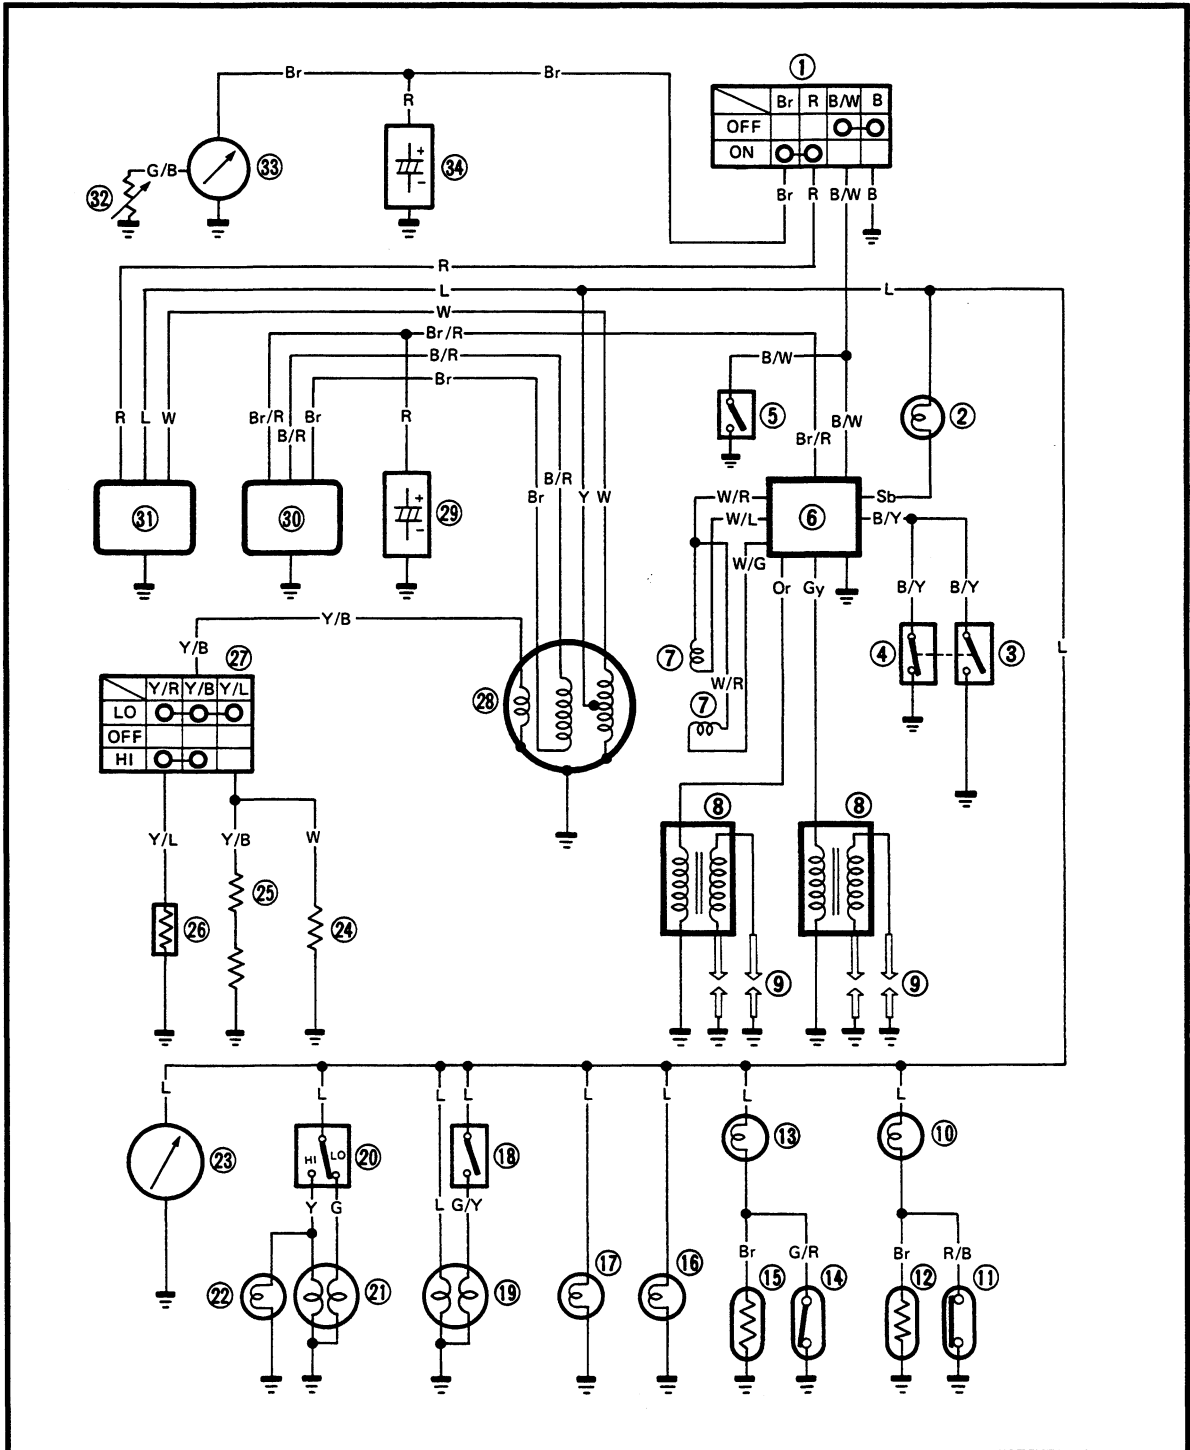 1
Br Br
Br R B/W B
OFF
ON
R
33 34
G/B
32
Br R B/W B
R
L L
W
Br/R
B/R B/W
Br
5 2
R L W Br/R Br R
B/R
B/W
Br/R
B/R
Br Y W
W/R Sb
31 30 29 W/L 6 B/Y
W/G
Or Gy B/Y B/Y
Y/B
Y/B
27 7 4 3 L
Y/R Y/B Y/L
W/R
LO 28 7
OFF
HI
8 8
Y/L Y/B W
25
26 24
9 9
L L L L L L L L
13 10
23 HI LO 20 18
Y G L G/Y
Br G/R Br R/B
17 16
15 14 12 11
22 21 19